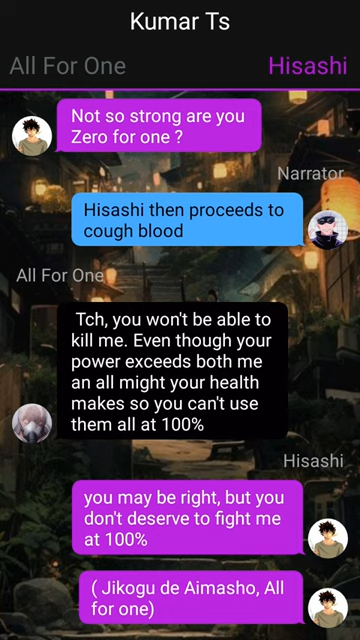 Kumar Ts
All For One
Hisashi
Not so strong are you
Zero for one ?
Narrator
Hisashi then proceeds to
cough blood
All For One
Tch, you won't be able to
kill me. Even though your
power exceeds both me
an all might your health
makes so you can't use
them all at 100%
Hisashi
you may be right, but you
don't deserve to fight me
at 100%
( Jikogu de Aimasho, All
for one)